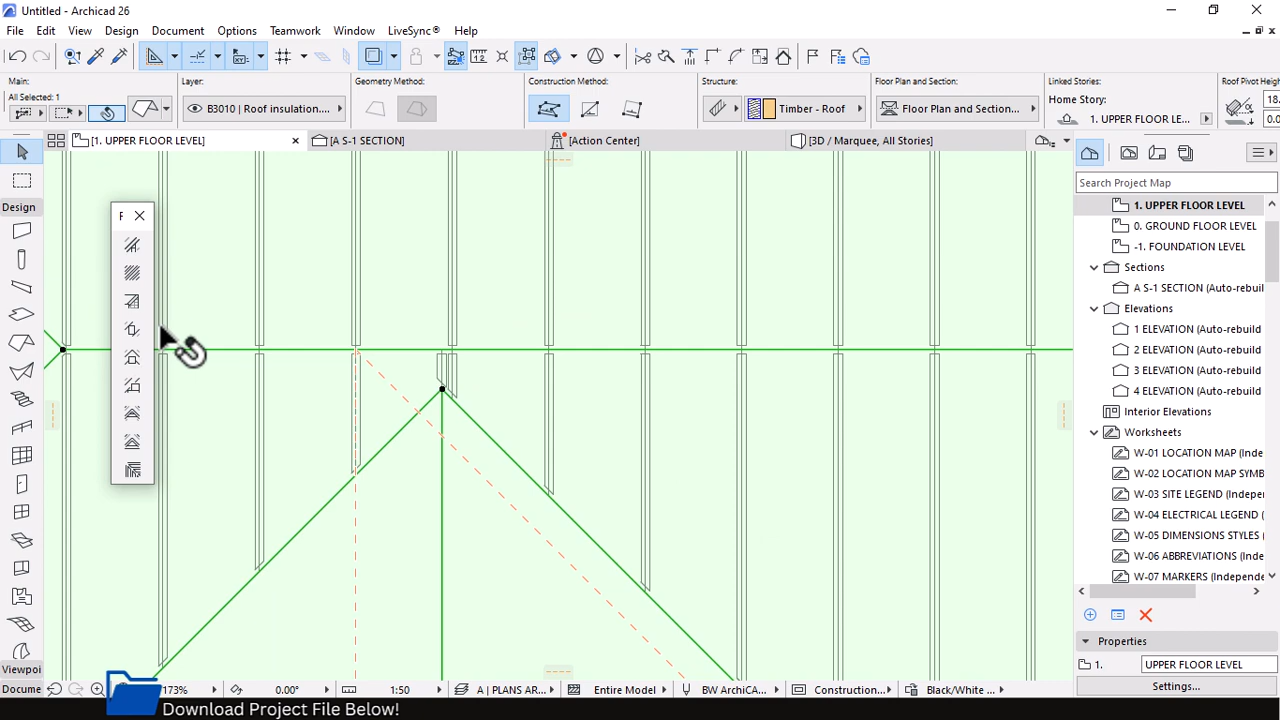 Untitled - Archicad 26
File Edit View Design Document Options Teamwork Window LiveSync® Help
Main: Layer: Geometry Method: Construction Method: Structure: Floor Plan and Section: Linked Stories: Roof Pivot Heig
All Selected: 1 B3010 | Roof insulation.... Timber - Roof Floor Plan and Section... Home Story: 18.
1. UPPER FLOOR LE... 0.0
[1. UPPER FLOOR LEVEL] [A S-1 SECTION] [Action Center] [3D / Marquee, All Stories]
Search Project Map
Design
1. UPPER FLOOR LEVEL
0. GROUND FLOOR LEVEL
-1. FOUNDATION LEVEL
Sections
A S-1 SECTION (Auto-rebuil
Elevations
1 ELEVATION (Auto-rebuild
2 ELEVATION (Auto-rebuild
3 ELEVATION (Auto-rebuild
4 ELEVATION (Auto-rebuild
Interior Elevations
Worksheets
W-01 LOCATION MAP (Indepe
W-02 LOCATION MAP SYMB
W-03 SITE LEGEND (Indepen
W-04 ELECTRICAL LEGEND (
W-05 DIMENSIONS STYLES (
W-06 ABBREVIATIONS (Inde
W-07 MARKERS (Independe
Properties
1. UPPER FLOOR LEVEL
Settings...
Viewpoi
Docume
173% 0.00° 1:50 A | PLANS AR... Entire Model BW ArchiCA... Construction... Black/White ...
Download Project File Below!